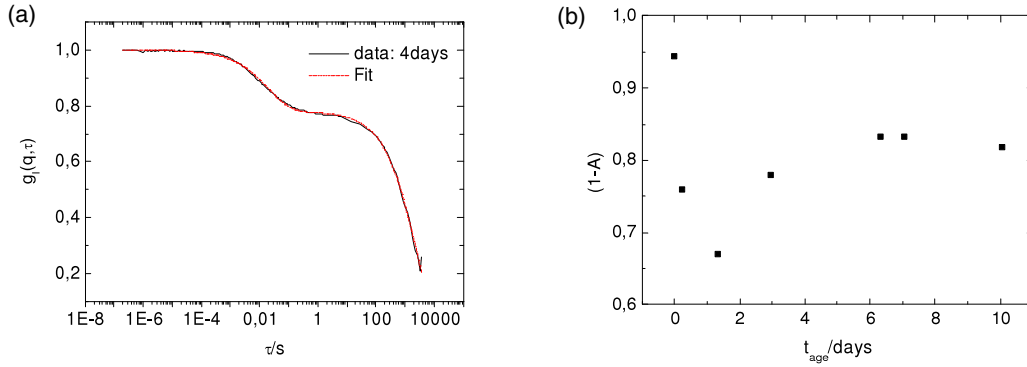 (a)
1,0
0,8
0,6
0,4
0,2
g_I(q,τ)
data: 4days
Fit
1E-8 1E-6 1E-4 0,01 1 100 10000
τ/s
(b)
1,0
0,9
0,8
0,7
0,6
(1-A)
0 2 4 6 8 10
t_age/days